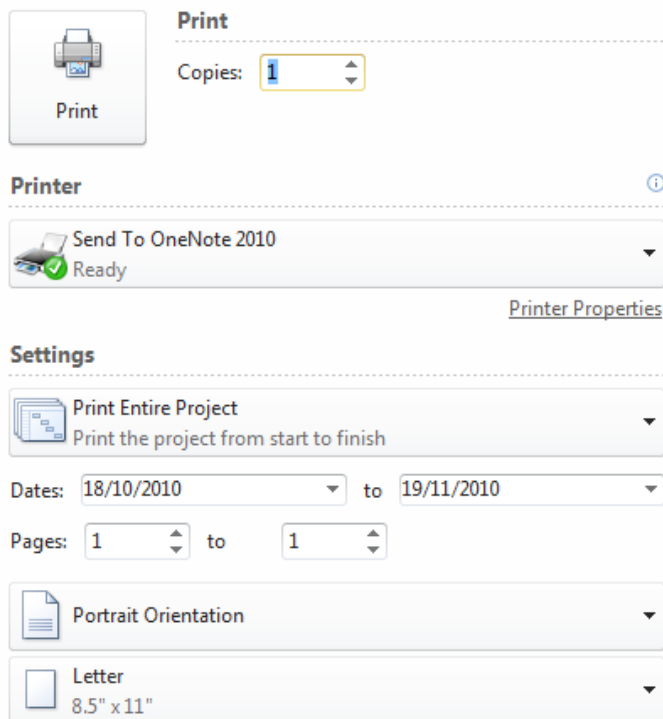 Print
Copies: 1
Print
Printer
Send To OneNote 2010
Ready
Printer Properties
Settings
Print Entire Project
Print the project from start to finish
Dates: 18/10/2010 to 19/11/2010
Pages: 1 to 1
Portrait Orientation
Letter
8.5" x 11"